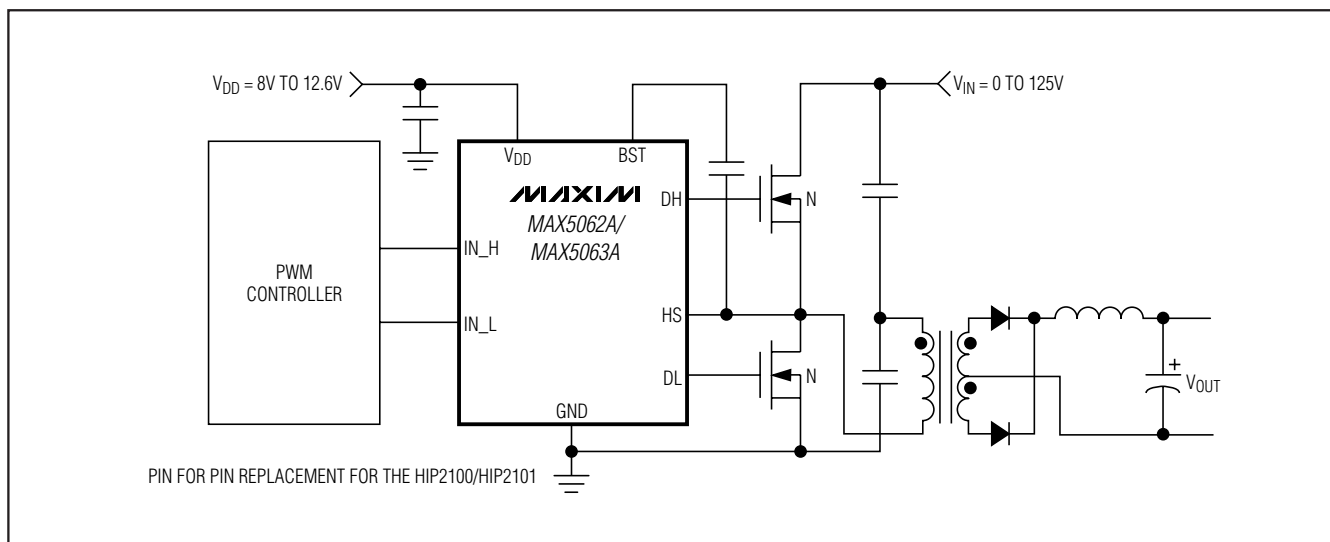 V_DD = 8V TO 12.6V
V_IN = 0 TO 125V
V_DD
BST
MAXIM
DH
N
MAX5062A/
MAX5063A
IN_H
PWM
CONTROLLER
IN_L
HS
DL
N
+
V_OUT
GND
PIN FOR PIN REPLACEMENT FOR THE HIP2100/HIP2101